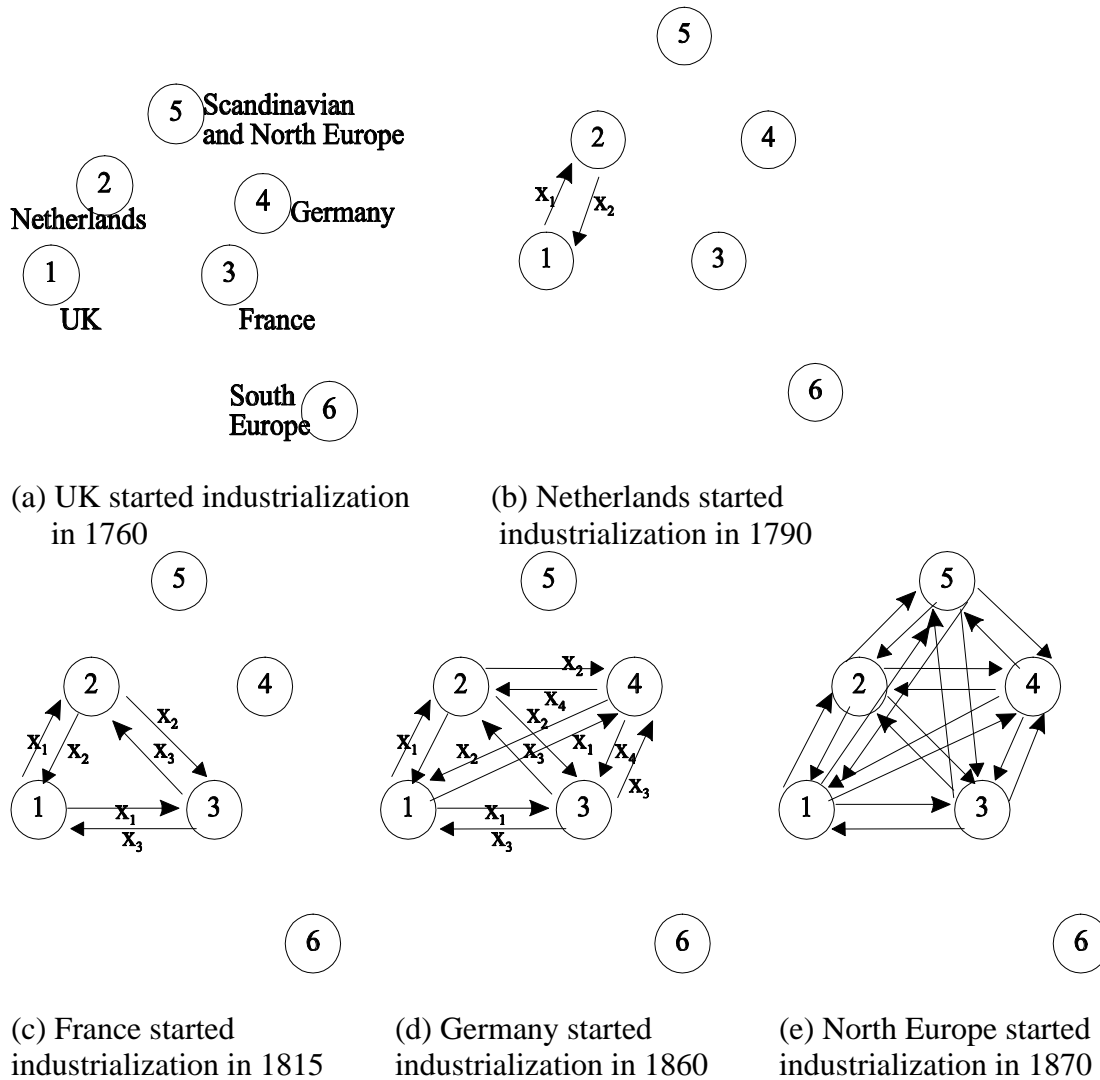 5
Scandinavian
and North Europe
2
Netherlands
4
Germany
1
UK
3
France
South
Europe
6
(a) UK started industrialization
in 1760
5
2
4
x₁
x₂
1
3
6
(b) Netherlands started
industrialization in 1790
5
2
4
x₂
x₁
x₂
x₃
1
3
x₁
x₃
6
(c) France started
industrialization in 1815
5
2
x₂
4
x₄
x₁
x₂
x₂
x₃
x₁
x₄
1
3
x₃
x₁
x₃
6
(d) Germany started
industrialization in 1860
5
2
4
1
3
6
(e) North Europe started
industrialization in 1870